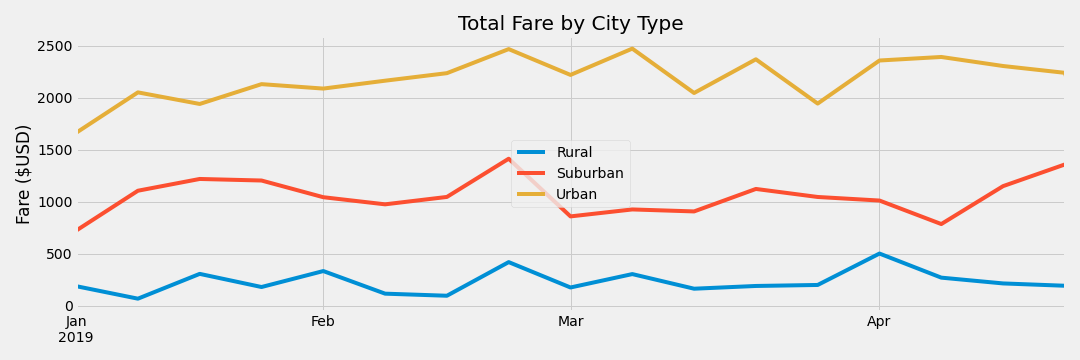 Total Fare by City Type
Fare ($USD)
2500
2000
1500
1000
500
0
Rural
Suburban
Urban
Jan Feb Mar Apr
2019